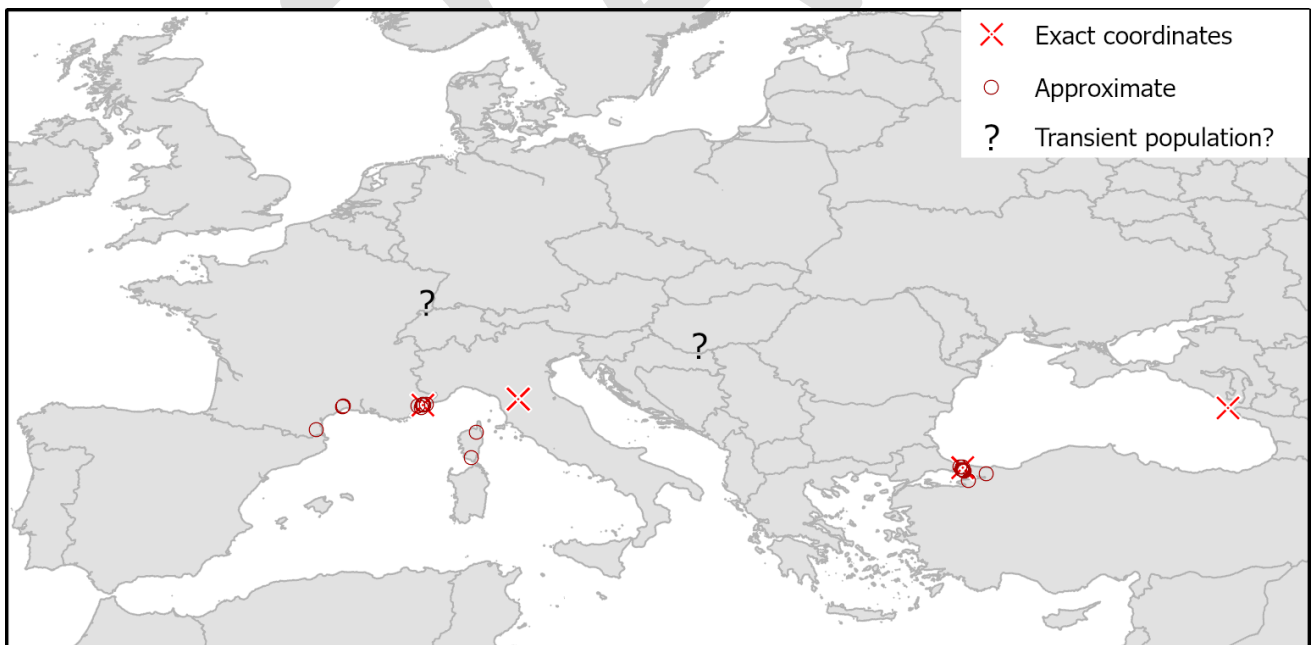 Exact coordinates
Approximate
? Transient population?
?
?